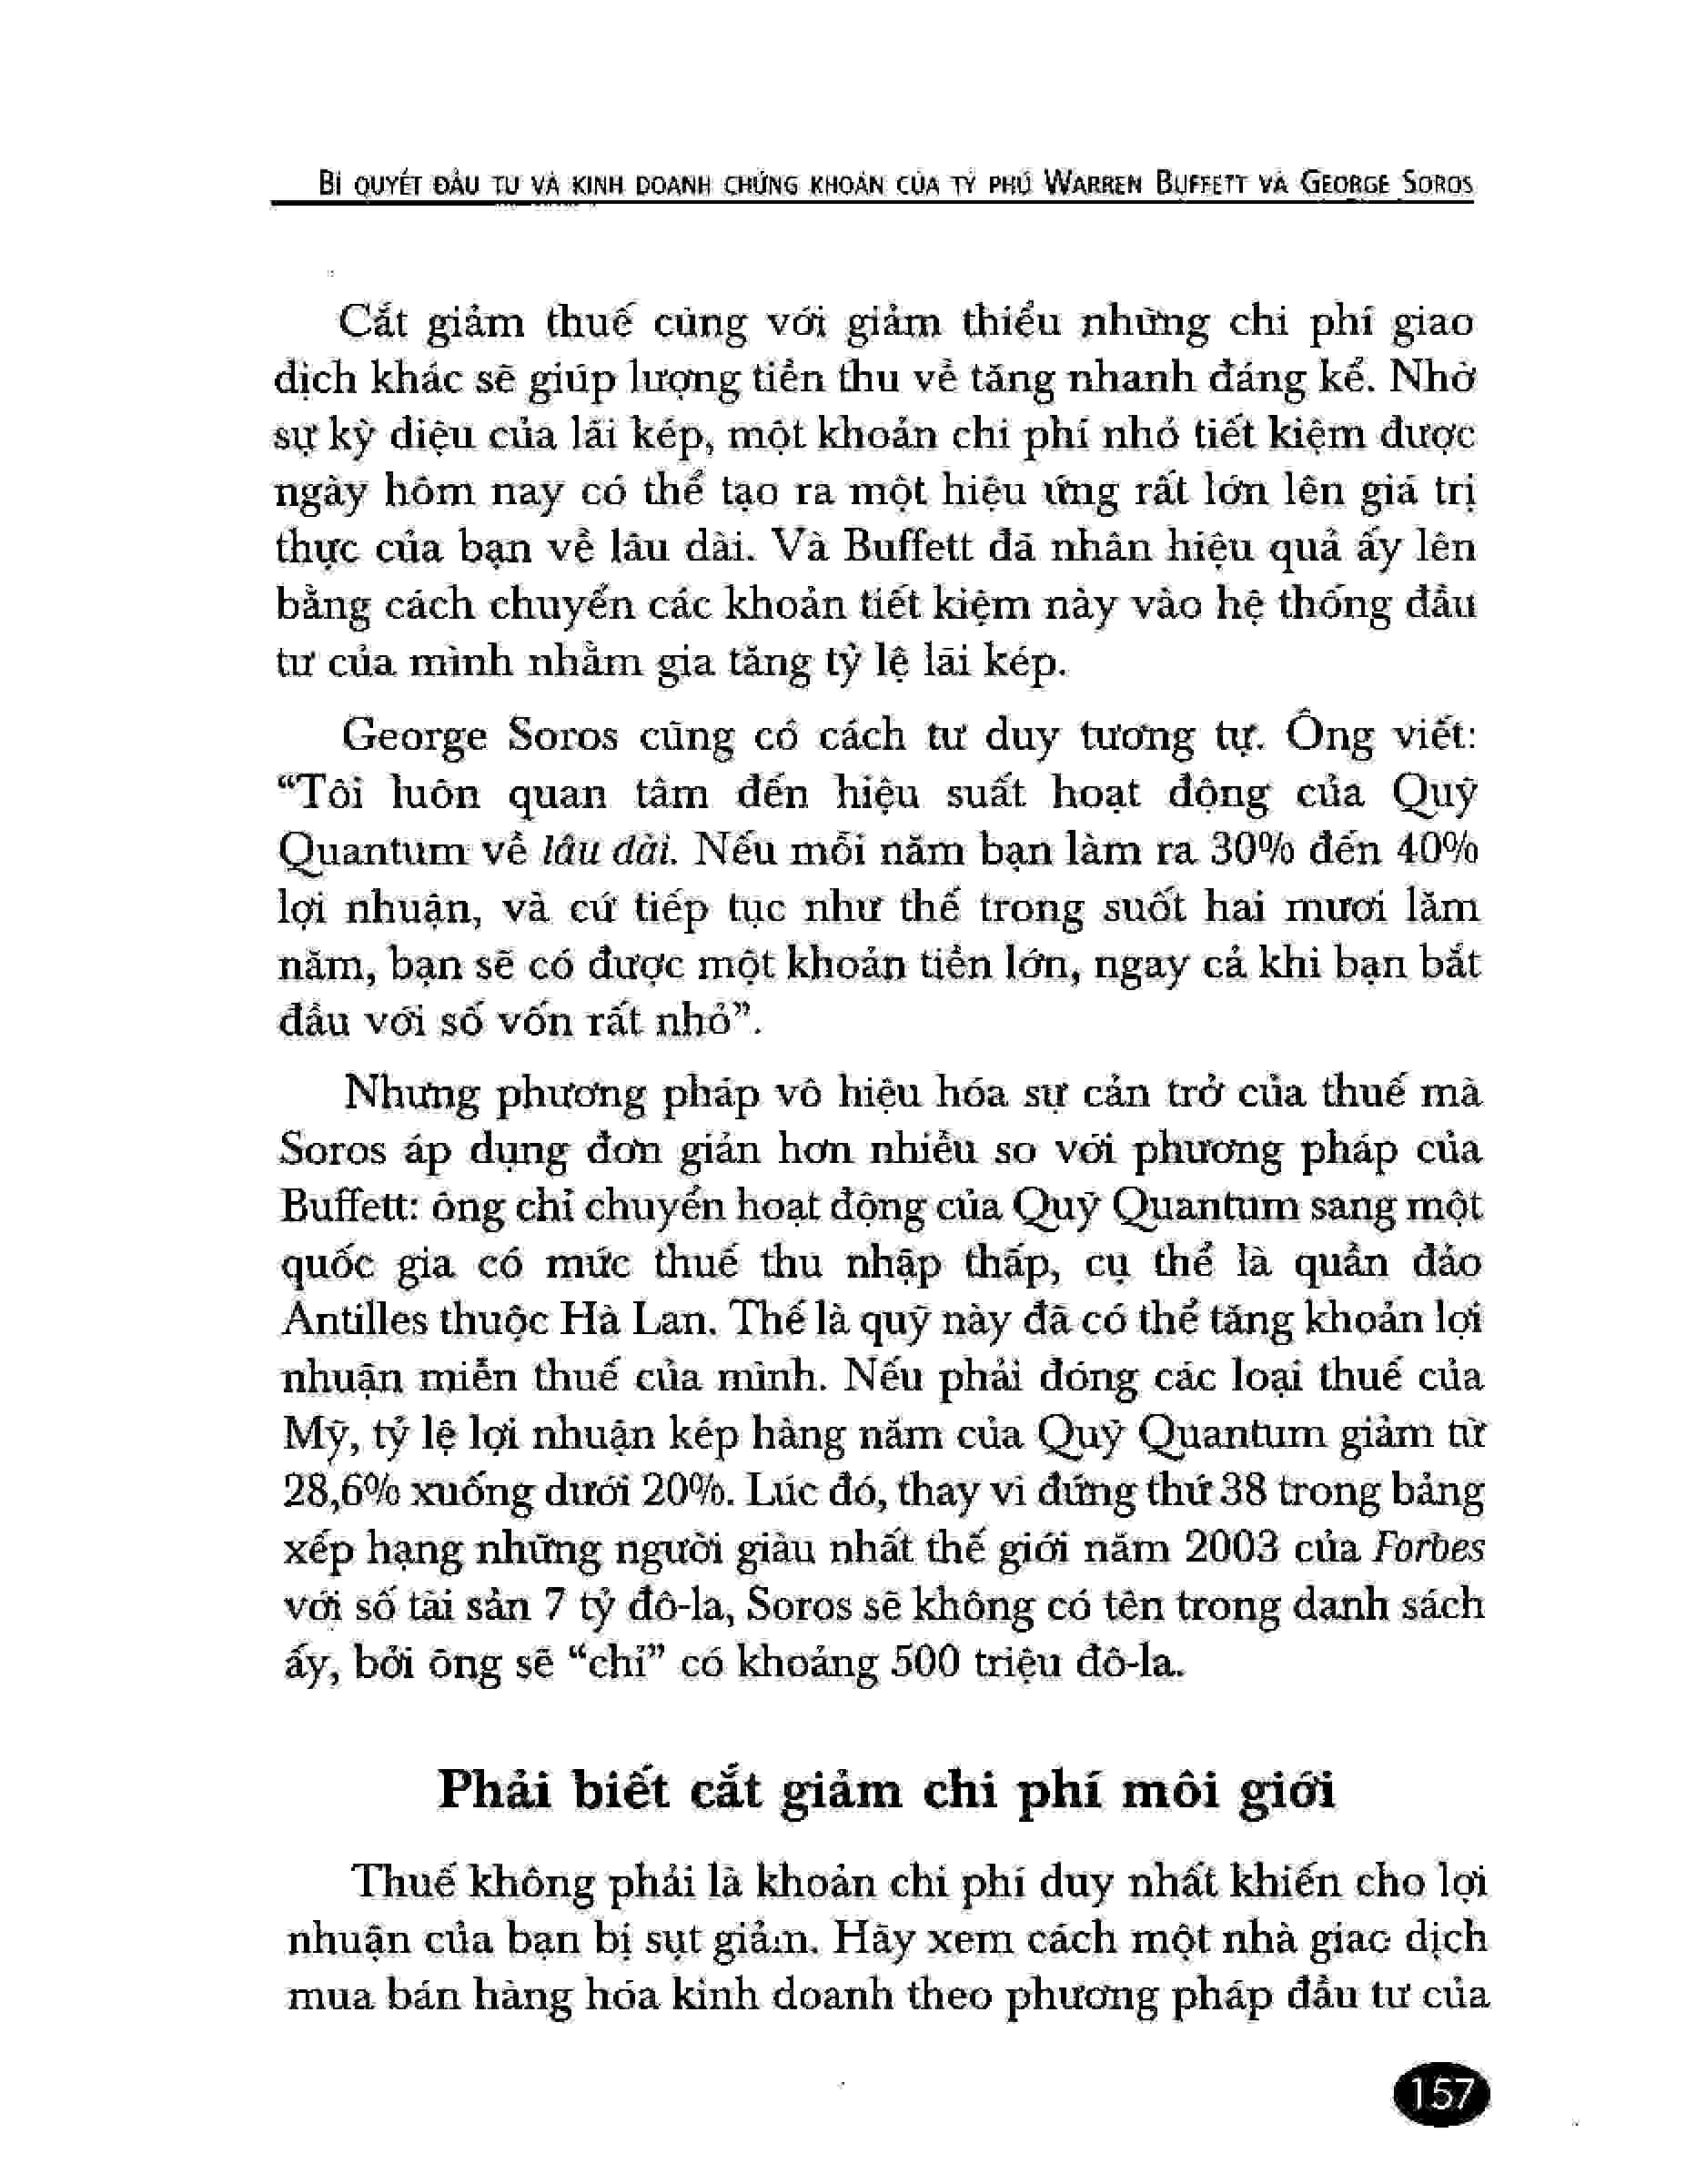 BÍ QUYẾT ĐẦU TƯ VÀ KINH DOANH CHỨNG KHOÁN CỦA TỶ PHÚ WARREN BUFFETT VÀ GEORGE SOROS
Cắt giảm thuế cùng với giảm thiểu những chi phí giao
dịch khác sẽ giúp lượng tiền thu về tăng nhanh đáng kể. Nhờ
sự kỳ diệu của lãi kép, một khoản chi phí nhỏ tiết kiệm được
ngày hôm nay có thể tạo ra một hiệu ứng rất lớn lên giá trị
thực của bạn về lâu dài. Và Buffett đã nhân hiệu quả ấy lên
bằng cách chuyển các khoản tiết kiệm này vào hệ thống đầu
tư của mình nhằm gia tăng tỷ lệ lãi kép.
George Soros cũng có cách tư duy tương tự. Ông viết:
“Tôi luôn quan tâm đến hiệu suất hoạt động của Quỹ
Quantum về lâu dài. Nếu mỗi năm bạn làm ra 30% đến 40%
lợi nhuận, và cứ tiếp tục như thế trong suốt hai mươi lăm
năm, bạn sẽ có được một khoản tiền lớn, ngay cả khi bạn bắt
đầu với số vốn rất nhỏ”.
Nhưng phương pháp vô hiệu hóa sự cản trở của thuế mà
Soros áp dụng đơn giản hơn nhiều so với phương pháp của
Buffett: ông chỉ chuyển hoạt động của Quỹ Quantum sang một
quốc gia có mức thuế thu nhập thấp, cụ thể là quần đảo
Antilles thuộc Hà Lan. Thế là quỹ này đã có thể tăng khoản lợi
nhuận miễn thuế của mình. Nếu phải đóng các loại thuế của
Mỹ, tỷ lệ lợi nhuận kép hàng năm của Quỹ Quantum giảm từ
28,6% xuống dưới 20%. Lúc đó, thay vì đứng thứ 38 trong bảng
xếp hạng những người giàu nhất thế giới năm 2003 của Forbes
với số tài sản 7 tỷ đô-la, Soros sẽ không có tên trong danh sách
ấy, bởi ông sẽ “chỉ” có khoảng 500 triệu đô-la.
Phải biết cắt giảm chi phí môi giới
Thuế không phải là khoản chi phí duy nhất khiến cho lợi
nhuận của bạn bị sụt giảm. Hãy xem cách một nhà giao dịch
mua bán hàng hóa kinh doanh theo phương pháp đầu tư của
157